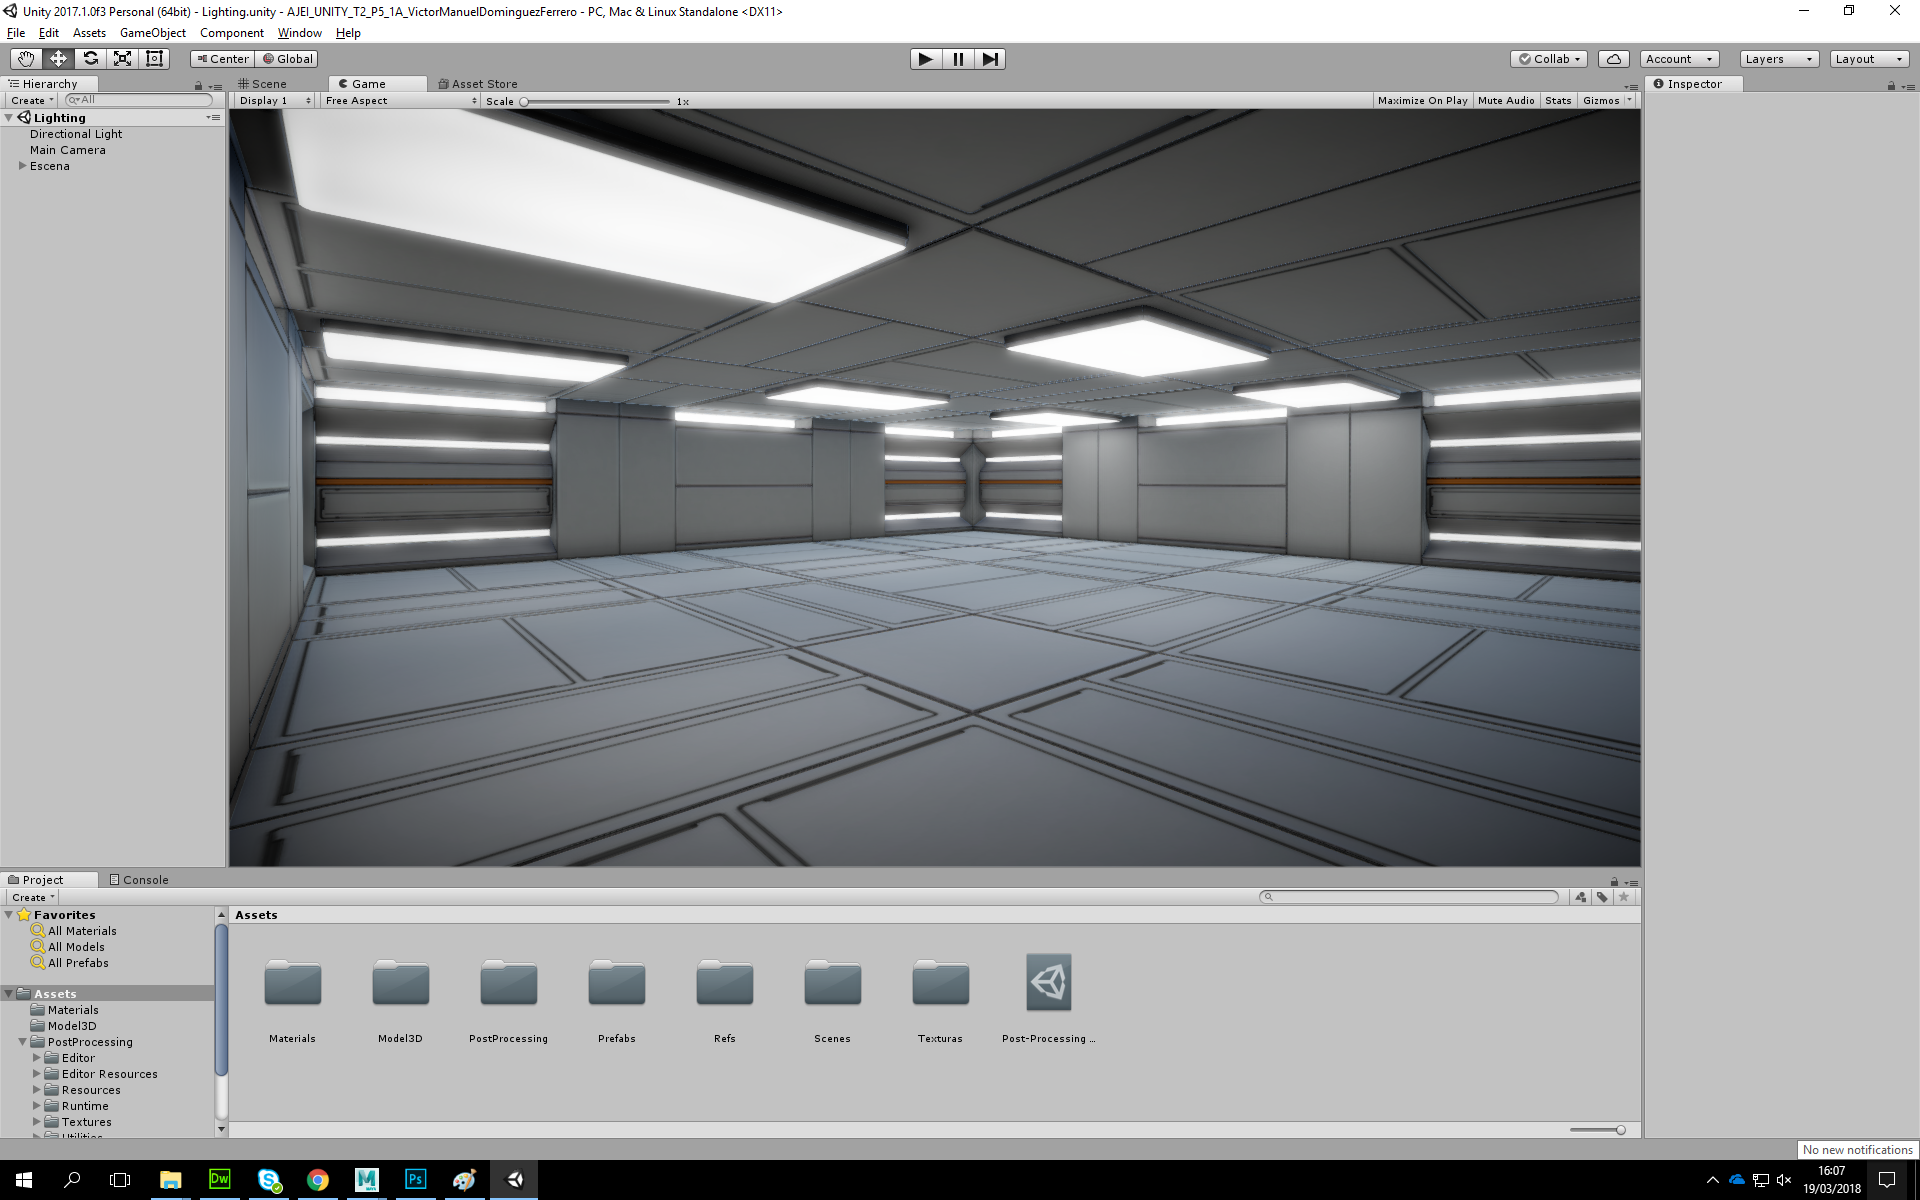 Unity 2017.1.0f3 Personal (64bit) - Lighting.unity - AJEI_UNITY_T2_P5_1A_VictorManuelDominguezFerrero - PC, Mac & Linux Standalone <DX11>
File Edit Assets GameObject Component Window Help
Center Global Collab Account Layers Layout
Hierarchy Scene Game Asset Store Inspector
Create All Display 1 Free Aspect Scale 1x Maximize On Play Mute Audio Stats Gizmos
Lighting
Directional Light
Main Camera
Escena
Project Console
Create
Favorites
All Materials
All Models
All Prefabs
Assets
Materials
Model3D
PostProcessing
Editor
Editor Resources
Resources
Runtime
Textures
Utilities
Assets
Materials Model3D PostProcessing Prefabs Refs Scenes Texturas Post-Processing ...
No new notifications
Dw Ps
16:07
19/03/2018